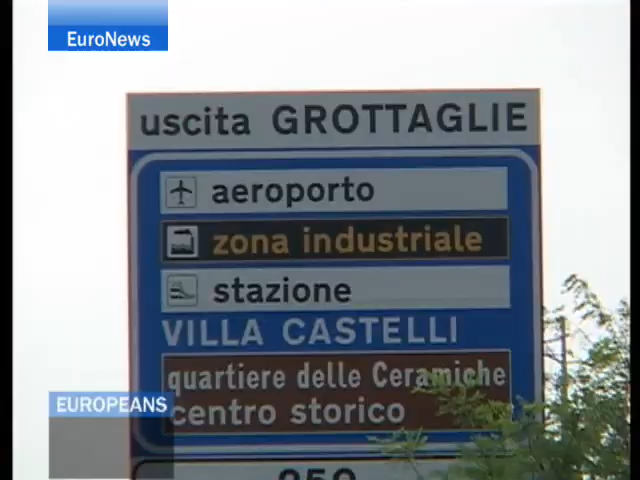 EuroNews
uscita GROTTAGLIE
aeroporto
zona industriale
stazione
VILLA CASTELLI
quartiere delle Ceramiche
EUROPEANS
centro storico